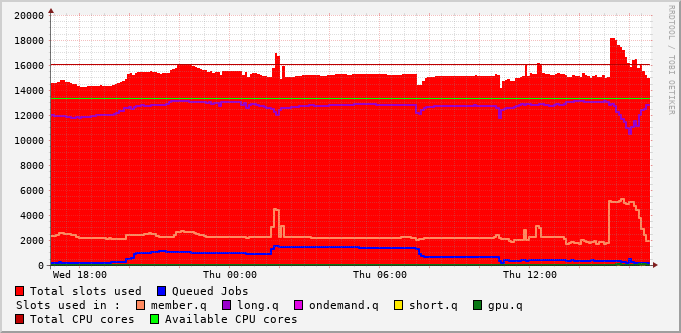 20000
18000
16000
14000
12000
10000
8000
6000
4000
2000
0
Wed 18:00 Thu 00:00 Thu 06:00 Thu 12:00
RRDTOOL / TOBI OETIKER
Total slots used Queued Jobs
Slots used in : member.q long.q ondemand.q short.q gpu.q
Total CPU cores Available CPU cores